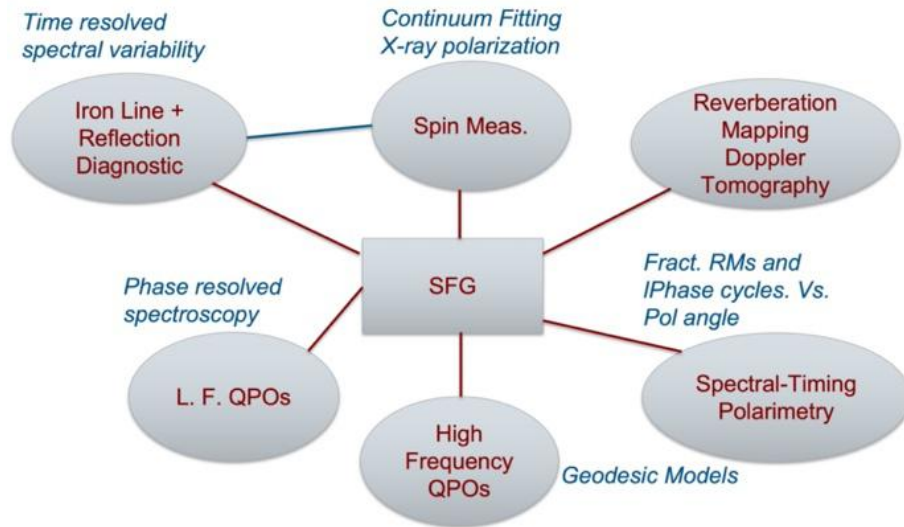 Time resolved
spectral variability
Continuum Fitting
X-ray polarization
Iron Line +
Reflection
Diagnostic
Spin Meas.
Reverberation
Mapping
Doppler
Tomography
SFG
Phase resolved
spectroscopy
Fract. RMs and
IPhase cycles. Vs.
Pol angle
L. F. QPOs
High
Frequency
QPOs
Spectral-Timing
Polarimetry
Geodesic Models